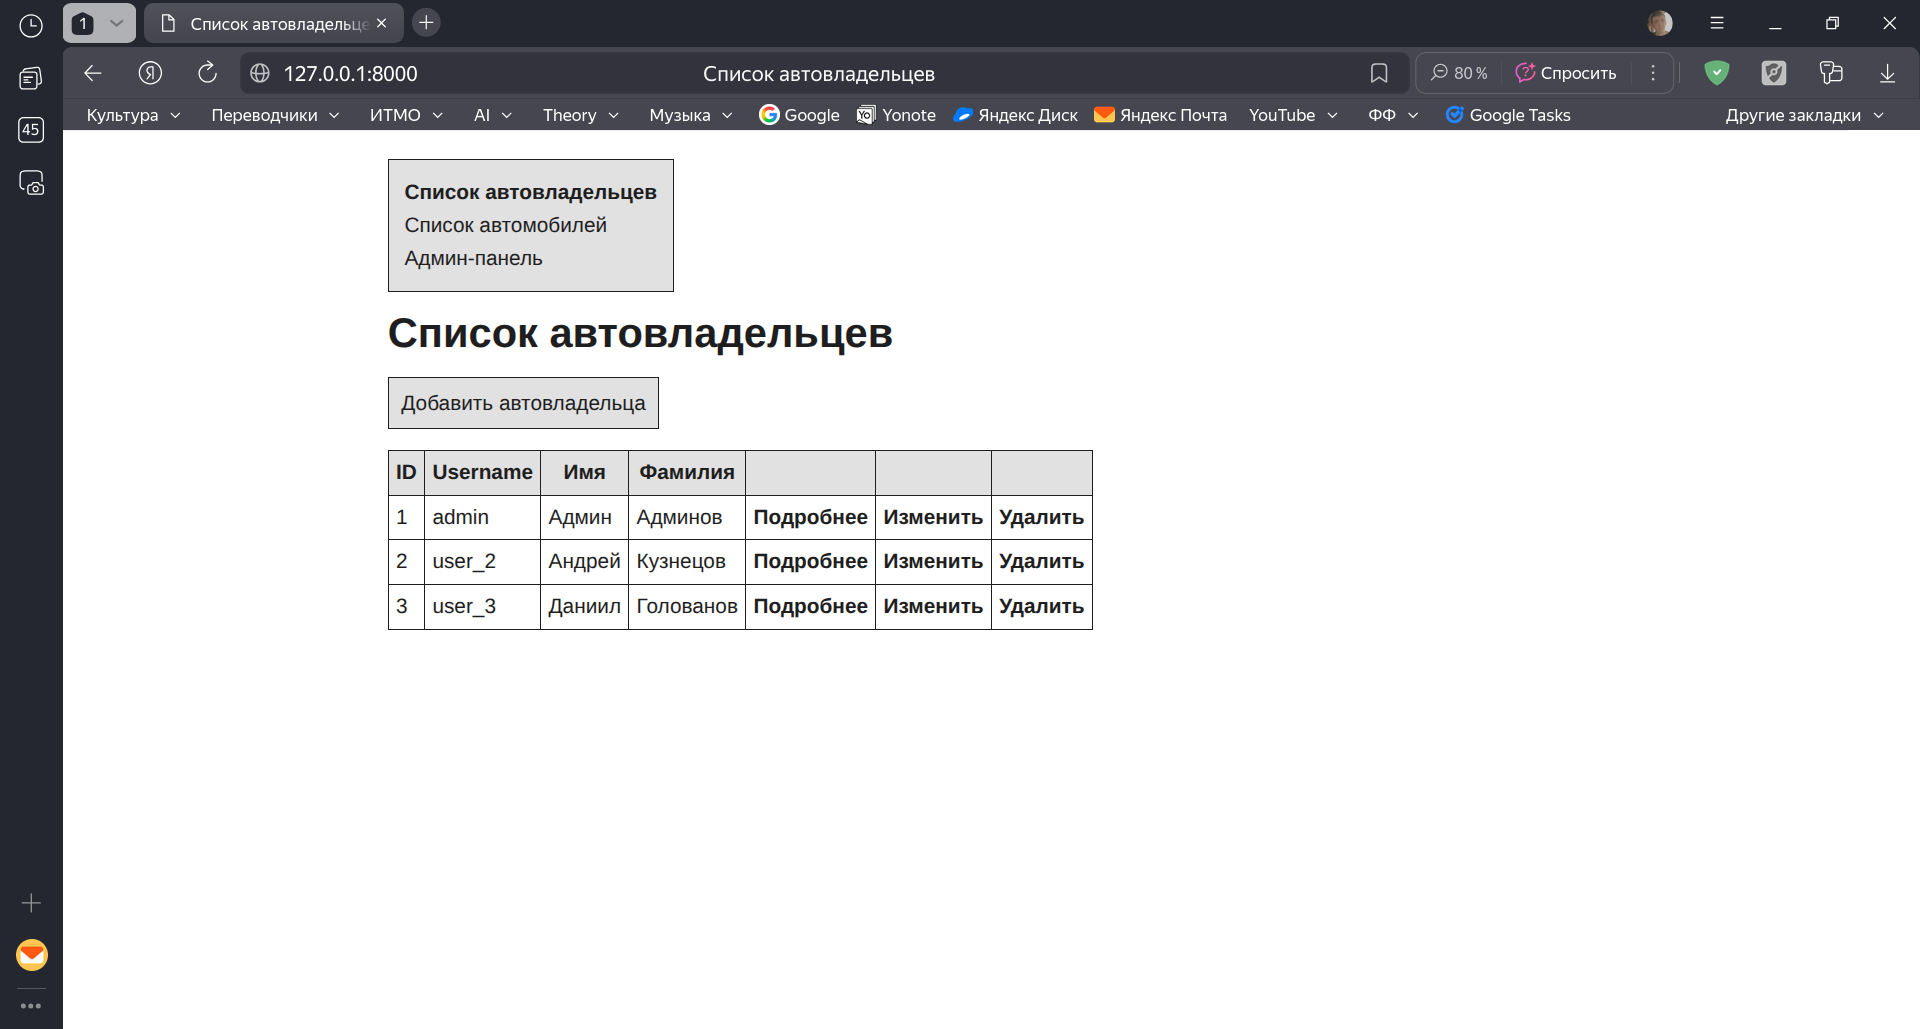 1
Список автовладельце
127.0.0.1:8000
Список автовладельцев
80 %
Спросить
Культура
Переводчики
ИТМО
AI
Theory
Музыка
Google
Yonote
Яндекс Диск
Яндекс Почта
YouTube
ФФ
Google Tasks
Другие закладки
45
Список автовладельцев
Список автомобилей
Админ-панель
Список автовладельцев
Добавить автовладельца
ID Username Имя Фамилия
1 admin Админ Админов Подробнее Изменить Удалить
2 user_2 Андрей Кузнецов Подробнее Изменить Удалить
3 user_3 Даниил Голованов Подробнее Изменить Удалить